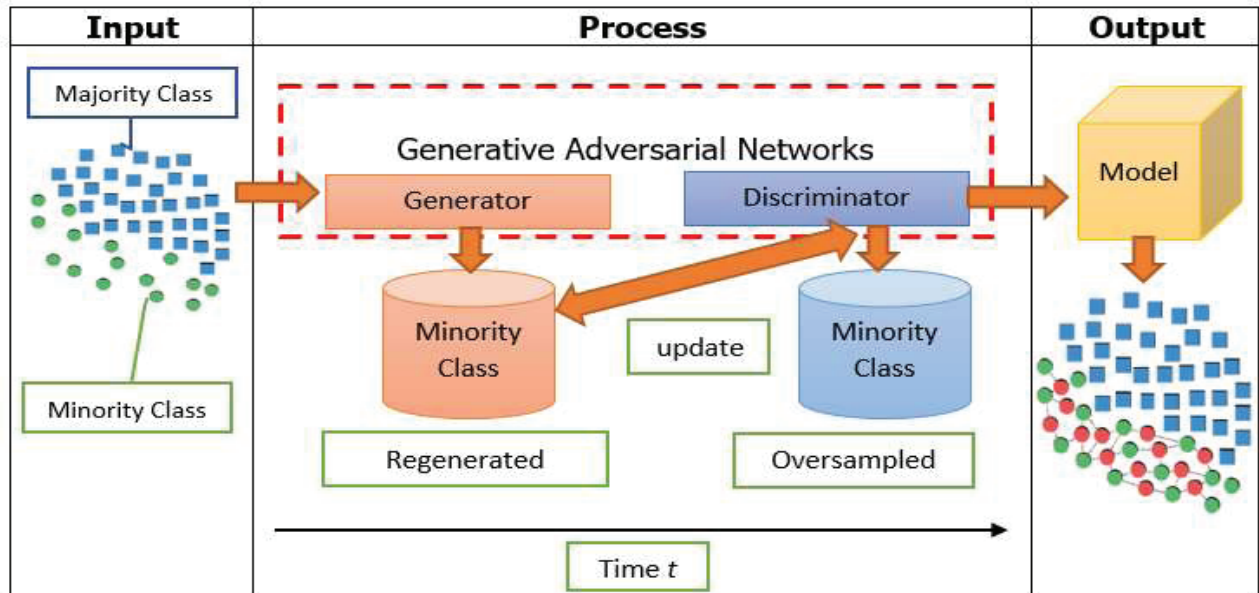 Input
Process
Output
Majority Class
Minority Class
Generative Adversarial Networks
Generator
Discriminator
Minority
Class
Regenerated
update
Minority
Class
Oversampled
Time t
Model